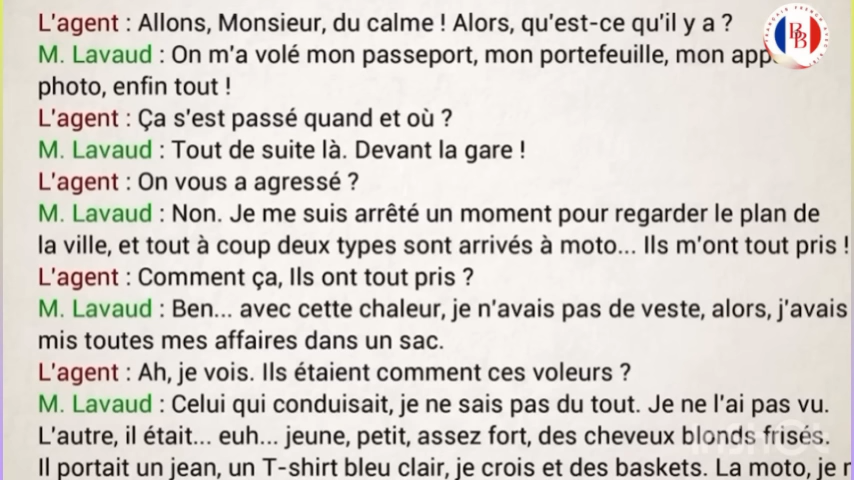 L'agent : Allons, Monsieur, du calme ! Alors, qu'est-ce qu'il y a ?
M. Lavaud : On m'a volé mon passeport, mon portefeuille, mon
photo, enfin tout !
L'agent : Ça s'est passé quand et où ?
M. Lavaud : Tout de suite là. Devant la gare !
L'agent : On vous a agressé ?
M. Lavaud : Non. Je me suis arrêté un moment pour regarder le plan de
la ville, et tout à coup deux types sont arrivés à moto... Ils m'ont tout pris !
L'agent : Comment ça, Ils ont tout pris ?
M. Lavaud : Ben... avec cette chaleur, je n'avais pas de veste, alors, j'avais
mis toutes mes affaires dans un sac.
L'agent : Ah, je vois. Ils étaient comment ces voleurs ?
M. Lavaud : Celui qui conduisait, je ne sais pas du tout. Je ne l'ai pas vu.
L'autre, il était... euh... jeune, petit, assez fort, des cheveux blonds frisés.
Il portait un jean, un T-shirt bleu clair, je crois et des baskets. La moto, je
InShOt